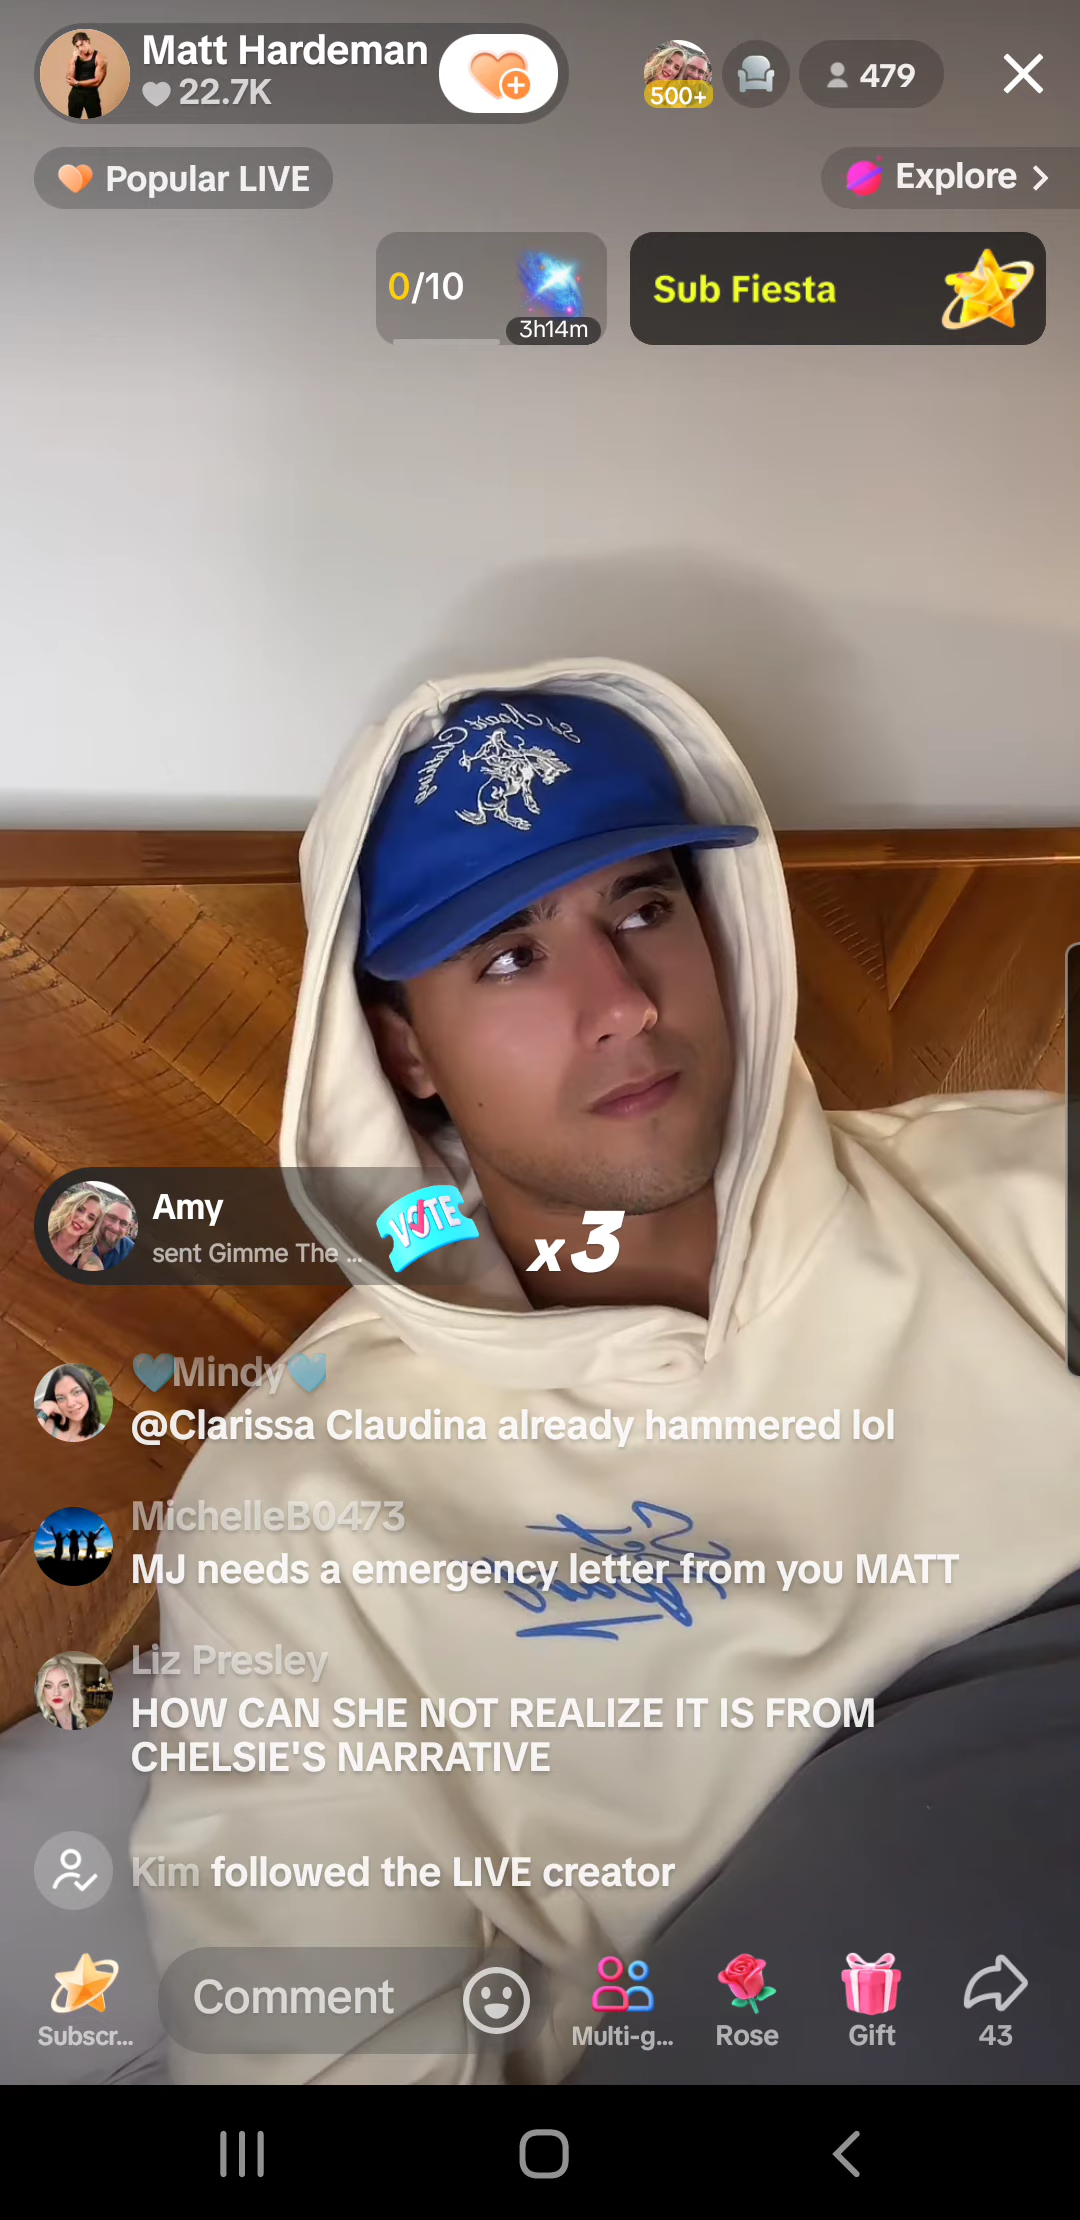 Matt Hardeman
22.7K
500+
479
Popular LIVE
Explore
0/10
3h14m
Sub Fiesta
Amy
sent Gimme The ...
VOTE
x3
🩵Mindy🩵
@Clarissa Claudina already hammered lol
MichelleB0473
MJ needs a emergency letter from you MATT
Liz Presley
HOW CAN SHE NOT REALIZE IT IS FROM
CHELSIE'S NARRATIVE
Kim followed the LIVE creator
Subscr...
Comment
Multi-g...
Rose
Gift
43